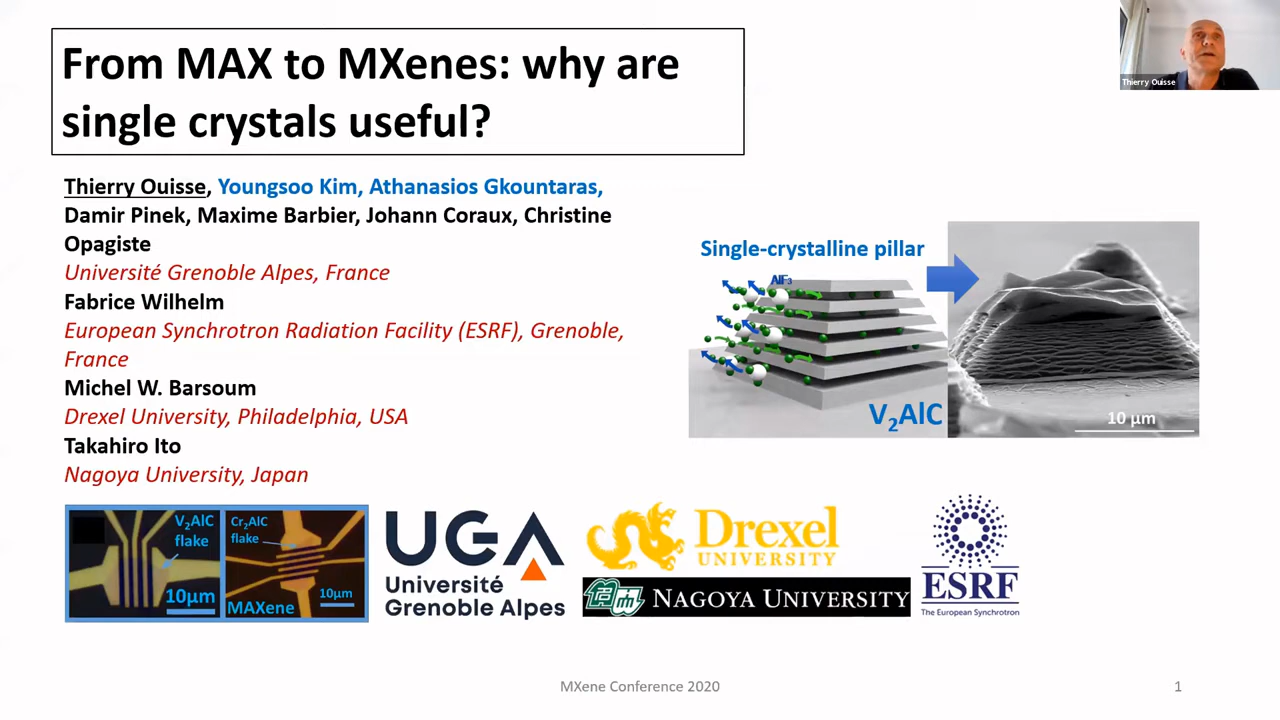 From MAX to MXenes: why are
single crystals useful?
Thierry Ouisse
Thierry Ouisse, Youngsoo Kim, Athanasios Gkountaras,
Damir Pinek, Maxime Barbier, Johann Coraux, Christine
Opagiste
Université Grenoble Alpes, France
Fabrice Wilhelm
European Synchrotron Radiation Facility (ESRF), Grenoble,
France
Michel W. Barsoum
Drexel University, Philadelphia, USA
Takahiro Ito
Nagoya University, Japan
Single-crystalline pillar
AlF₃
V₂AlC
10 µm
V₂AlC
flake
10µm
Cr₂AlC
flake
10µm
MAXene
UGA
Université
Grenoble Alpes
Drexel
UNIVERSITY
NAGOYA UNIVERSITY
ESRF
The European Synchrotron
MXene Conference 2020
1